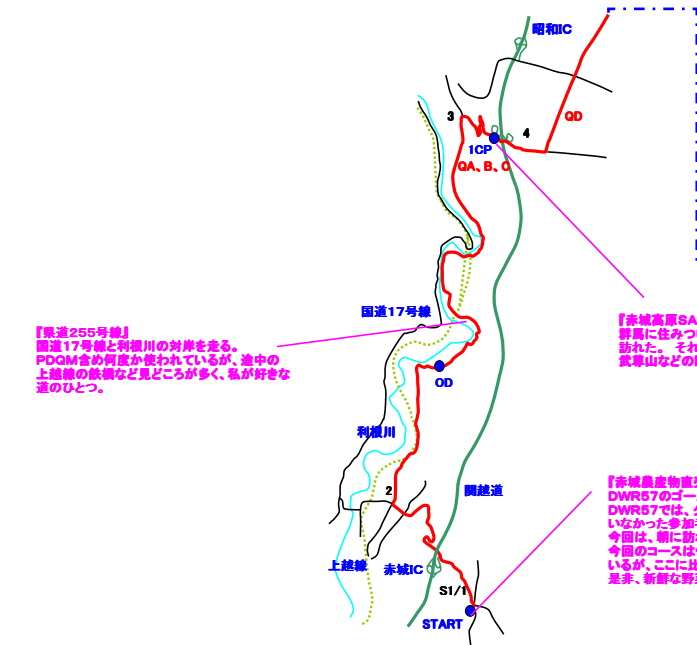 昭和IC
3
4
QD
1CP
QA、B、C
国道17号線
『県道255号線』
国道17号線と利根川の対岸を走る。
PDQM含め何度か使われているが、途中の
上越線の鉄橋など見どころが多く、私が好きな
道のひとつ。
『赤城高原SA
群馬に住みつ
訪れた。 それ
武尊山などの
OD
利根川
2
関越道
上越線
赤城IC
S1/1
START
『赤城農産物直
DWR57のゴー
DWR57では、
いなかった参加
今回は、朝に訪
今回のコースは
いるが、ここに
是非、新鮮な野